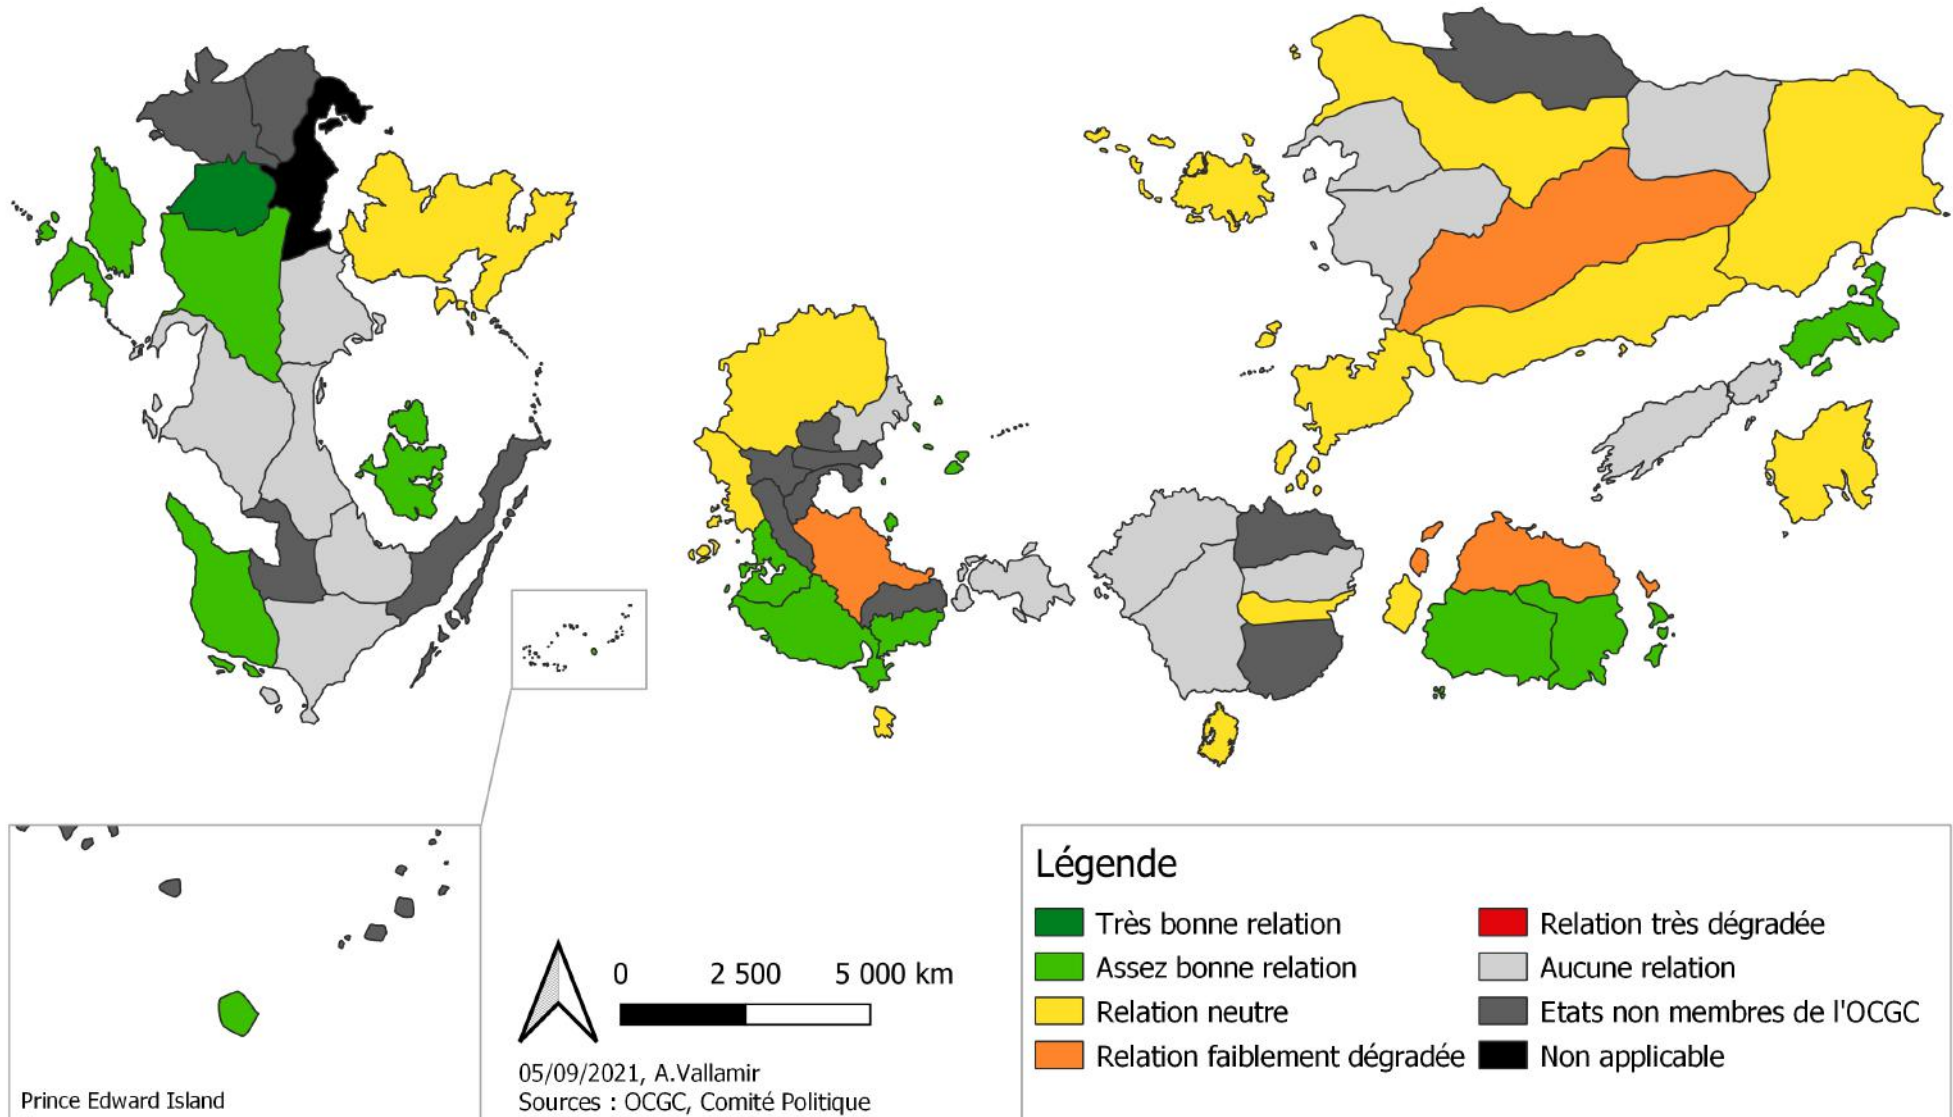 Légende
Très bonne relation
Assez bonne relation
Relation neutre
Relation faiblement dégradée
Relation très dégradée
Aucune relation
Etats non membres de l'OCGC
Non applicable
0 2 500 5 000 km
05/09/2021, A.Vallamir
Sources : OCGC, Comité Politique
Prince Edward Island